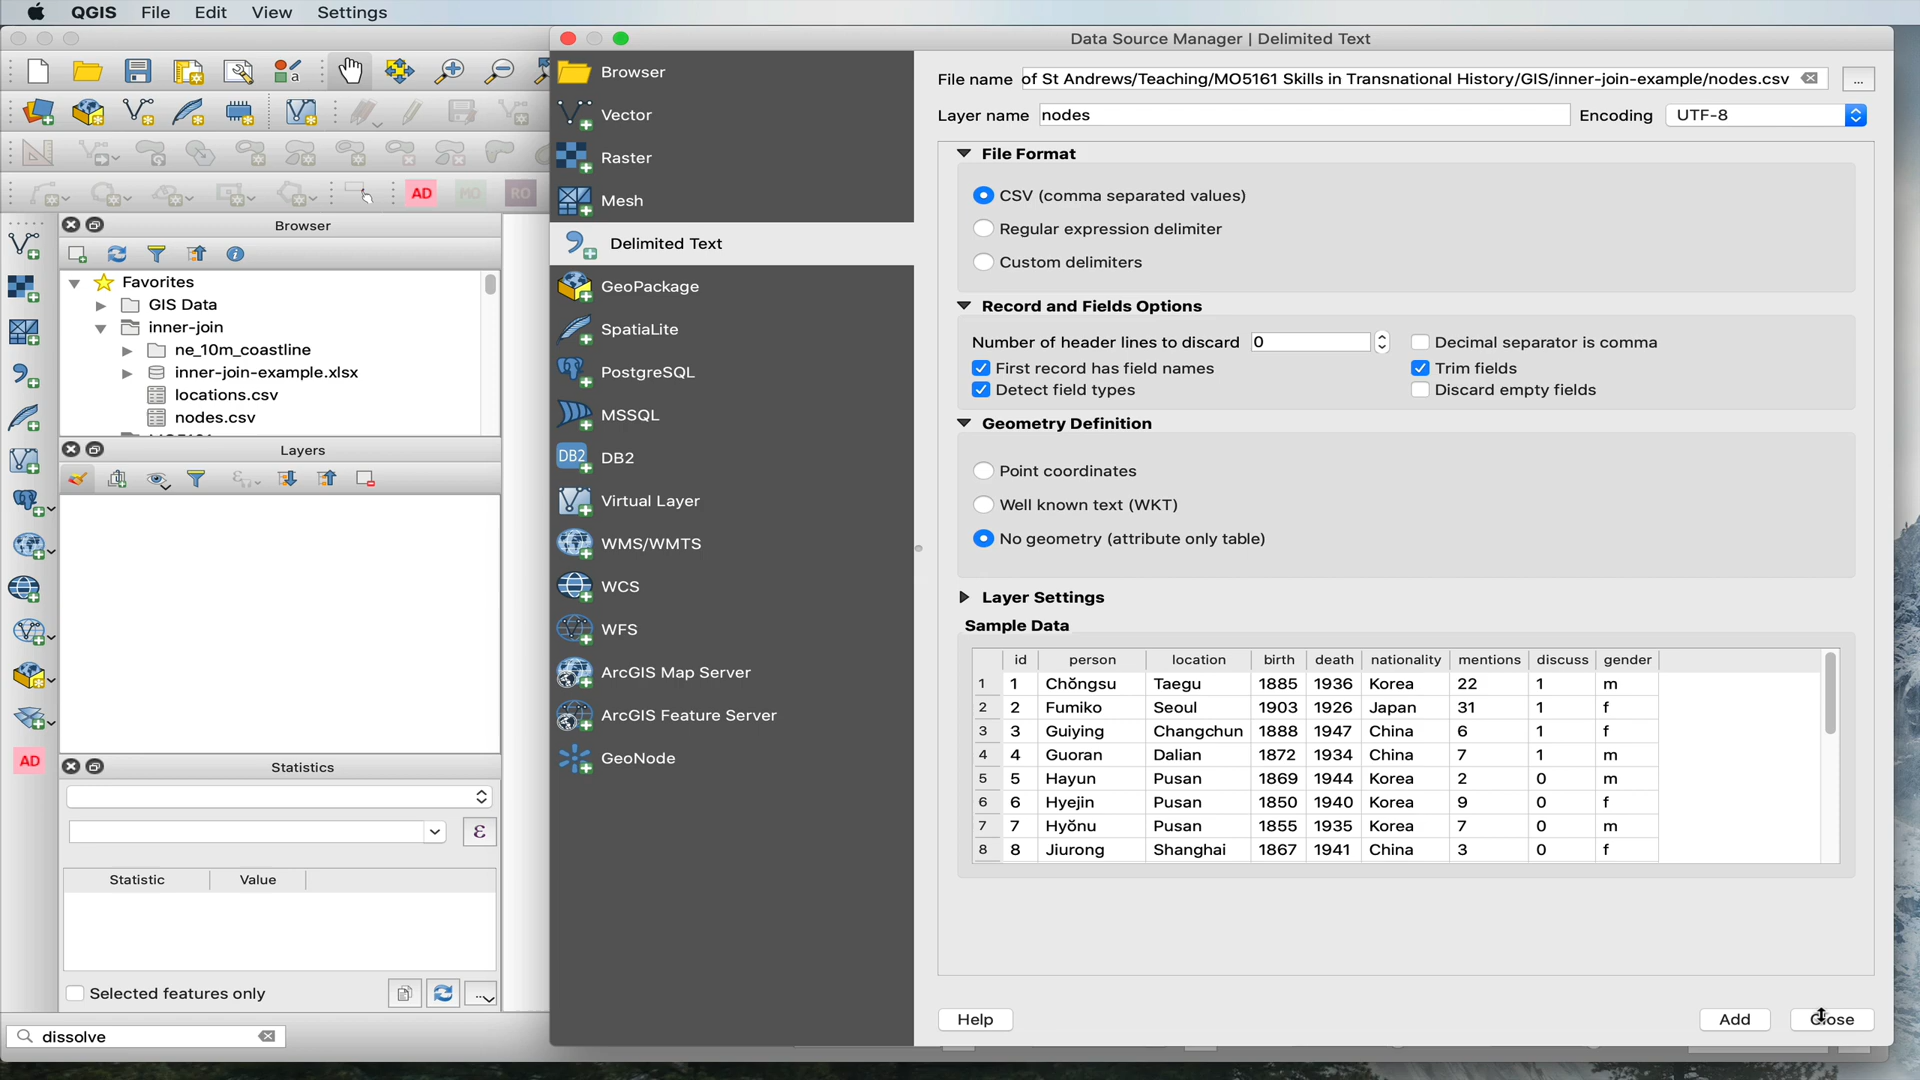 QGIS File Edit View Settings
Data Source Manager | Delimited Text
AD MO RO
Browser
Favorites
GIS Data
inner-join
ne_10m_coastline
inner-join-example.xlsx
locations.csv
nodes.csv
Layers
AD
Statistics
ε
Statistic Value
Selected features only
...
dissolve
Browser
Vector
Raster
Mesh
Delimited Text
GeoPackage
SpatiaLite
PostgreSQL
MSSQL
DB2 DB2
Virtual Layer
WMS/WMTS
WCS
WFS
ArcGIS Map Server
ArcGIS Feature Server
GeoNode
File name of St Andrews/Teaching/MO5161 Skills in Transnational History/GIS/inner-join-example/nodes.csv ...
Layer name nodes Encoding UTF-8
File Format
CSV (comma separated values)
Regular expression delimiter
Custom delimiters
Record and Fields Options
Number of header lines to discard 0 Decimal separator is comma
First record has field names Trim fields
Detect field types Discard empty fields
Geometry Definition
Point coordinates
Well known text (WKT)
No geometry (attribute only table)
Layer Settings
Sample Data
id person location birth death nationality mentions discuss gender
1 1 Chŏngsu Taegu 1885 1936 Korea 22 1 m
2 2 Fumiko Seoul 1903 1926 Japan 31 1 f
3 3 Guiying Changchun 1888 1947 China 6 1 f
4 4 Guoran Dalian 1872 1934 China 7 1 m
5 5 Hayun Pusan 1869 1944 Korea 2 0 m
6 6 Hyejin Pusan 1850 1940 Korea 9 0 f
7 7 Hyŏnu Pusan 1855 1935 Korea 7 0 m
8 8 Jiurong Shanghai 1867 1941 China 3 0 f
Help Add Close